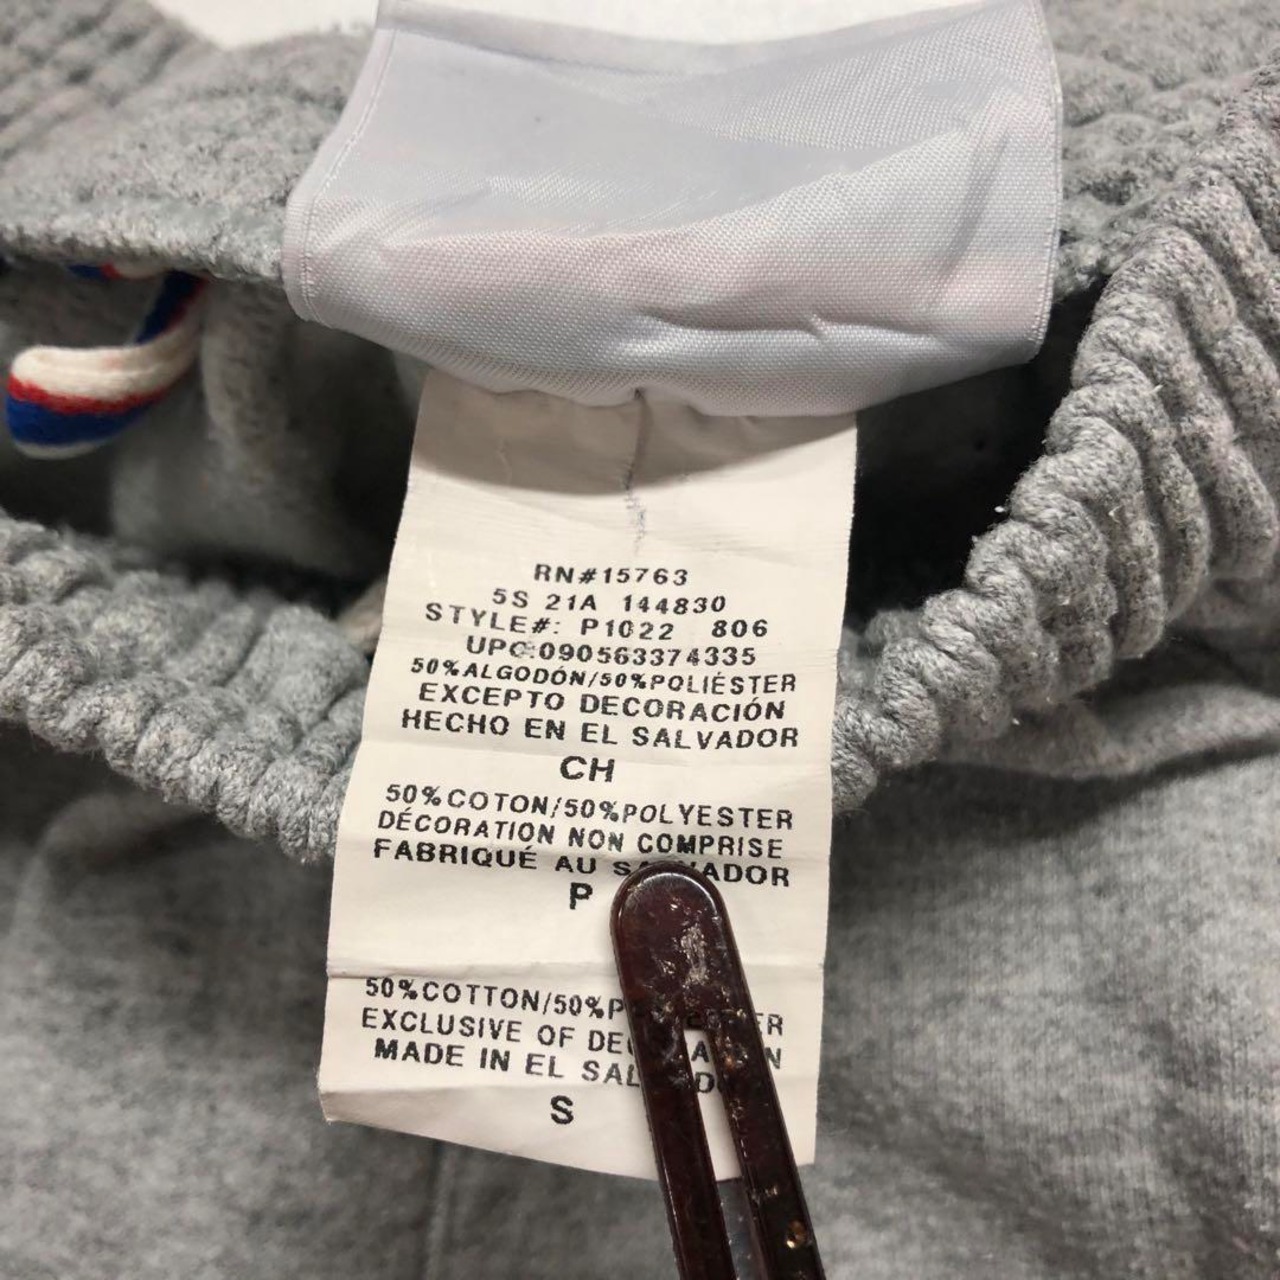 RN#15763
5S 21A 144830
STYLE#: P1022 806
UPC:090563374335
50%ALGODÓN/50%POLIÉSTER
EXCEPTO DECORACIÓN
HECHO EN EL SALVADOR
CH
50%COTON/50%POLYESTER
DÉCORATION NON COMPRISE
FABRIQUÉ AU
P
50%COTTON/50%
EXCLUSIVE OF
MADE IN EL
S